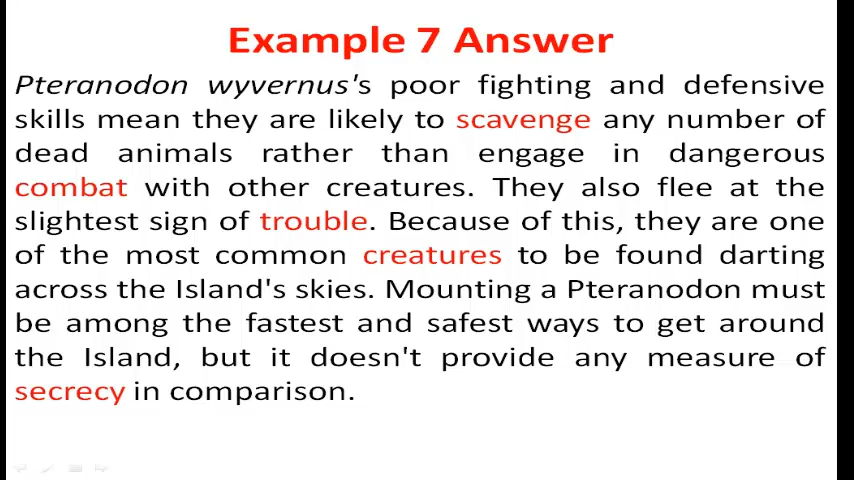 Example 7 Answer
Pteranodon wyvernus's poor fighting and defensive
skills mean they are likely to scavenge any number of
dead animals rather than engage in dangerous
combat with other creatures. They also flee at the
slightest sign of trouble. Because of this, they are one
of the most common creatures to be found darting
across the Island's skies. Mounting a Pteranodon must
be among the fastest and safest ways to get around
the Island, but it doesn't provide any measure of
secrecy in comparison.